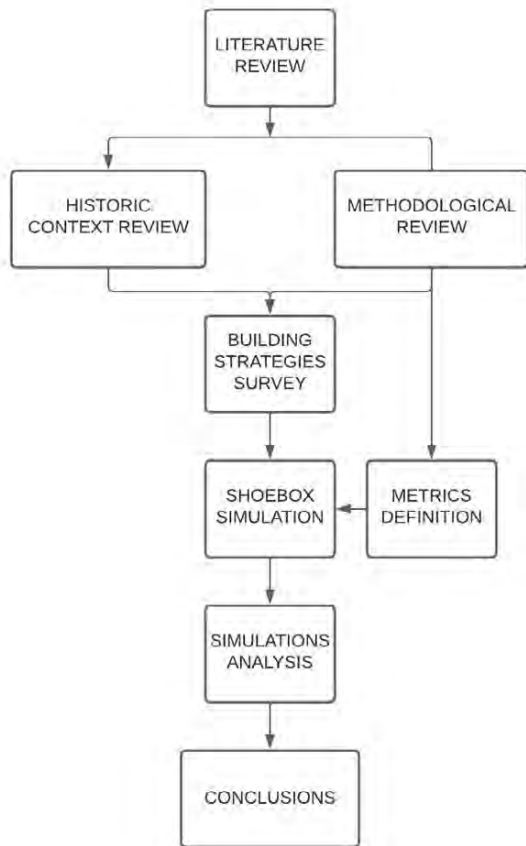 LITERATURE
REVIEW
HISTORIC
CONTEXT REVIEW
METHODOLOGICAL
REVIEW
BUILDING
STRATEGIES
SURVEY
SHOEBOX
SIMULATION
METRICS
DEFINITION
SIMULATIONS
ANALYSIS
CONCLUSIONS